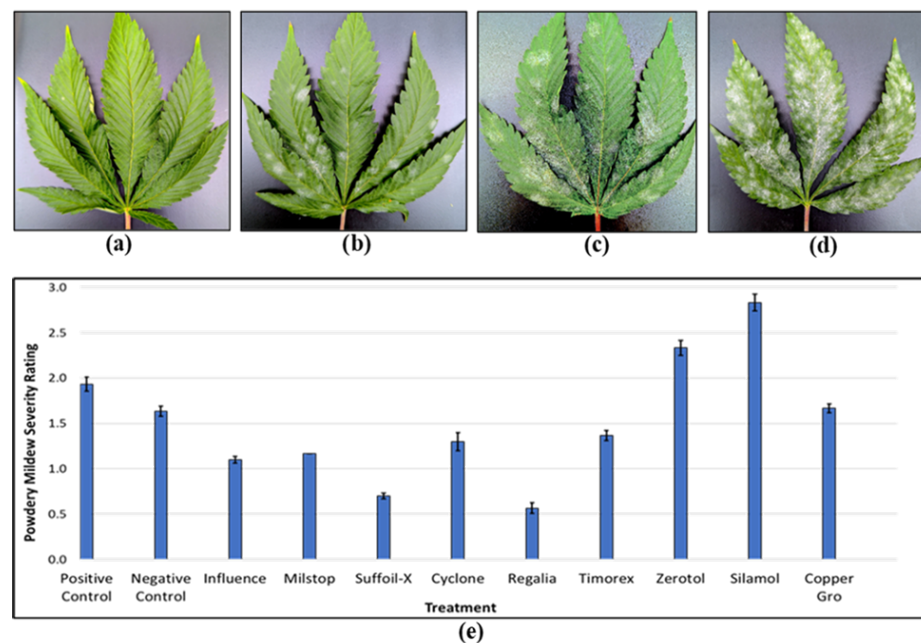 (a)
(b)
(c)
(d)
Powdery Mildew Severity Rating
3.0
2.5
2.0
1.5
1.0
0.5
0.0
Positive Control
Negative Control
Influence
Milstop
Suffoil-X
Cyclone
Regalia
Timorex
Zerotol
Silamol
Copper Gro
Treatment
(e)